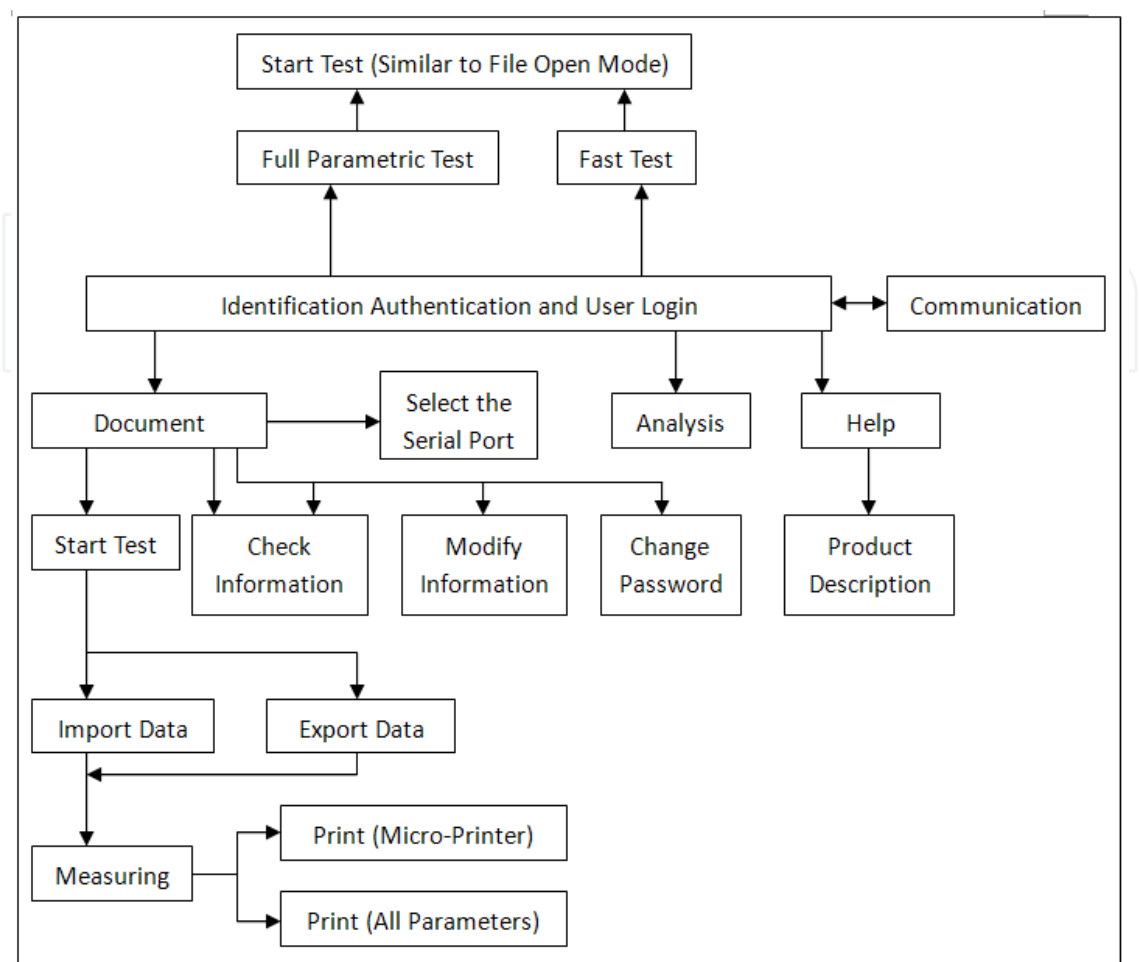 Start Test (Similar to File Open Mode)
Full Parametric Test
Fast Test
Identification Authentication and User Login
Communication
Document
Select the
Serial Port
Analysis
Help
Start Test
Check
Information
Modify
Information
Change
Password
Product
Description
Import Data
Export Data
Measuring
Print (Micro-Printer)
Print (All Parameters)